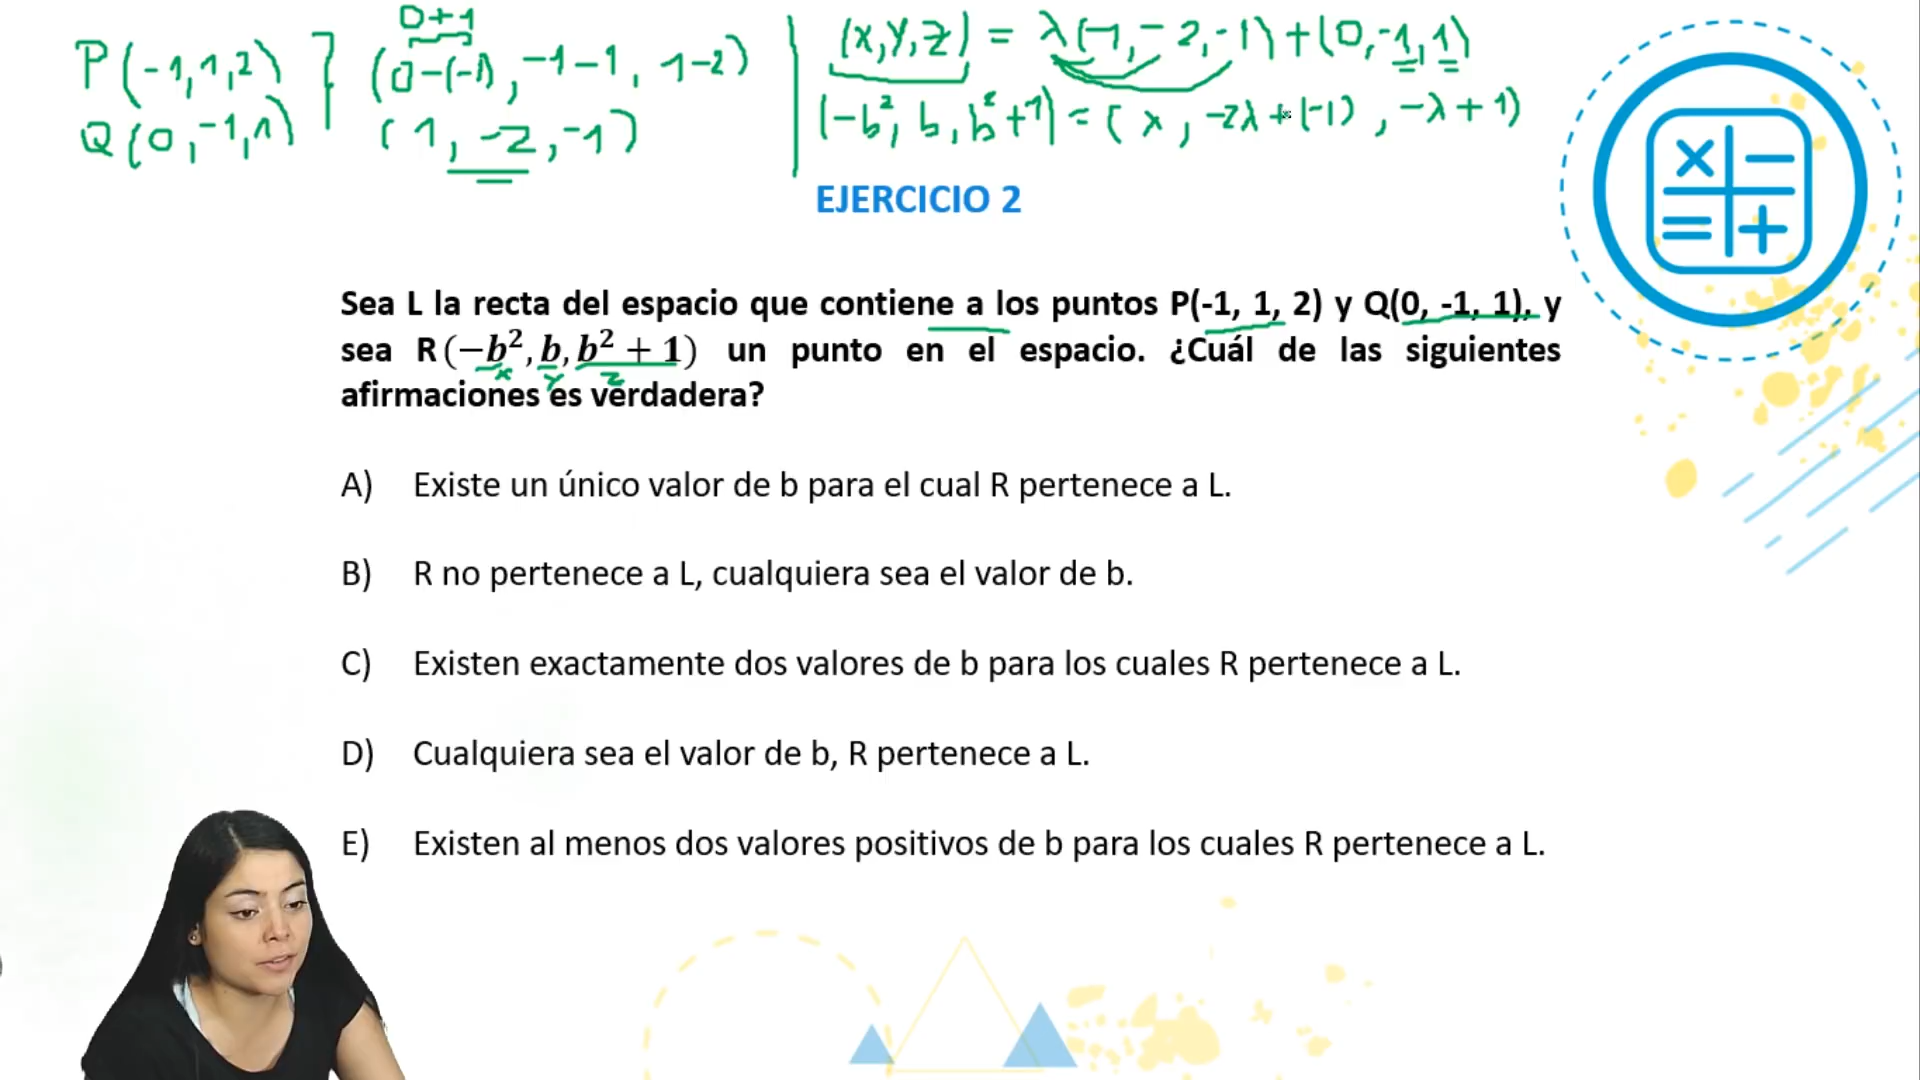 0+1
P(-1,1,2) } (0-(-1), -1-1, 1-2) | (x,y,z) = λ(-1,-2,-1)+(0,-1,1)
Q(0,-1,1) (1,-2,-1) (-b²,b,b²+1)=(λ,-2λ+(-1),-λ+1)
EJERCICIO 2
Sea L la recta del espacio que contiene a los puntos P(-1, 1, 2) y Q(0, -1, 1), y
sea R(−b², b, b² + 1) un punto en el espacio. ¿Cuál de las siguientes
x y z
afirmaciones es verdadera?
A) Existe un único valor de b para el cual R pertenece a L.
B) R no pertenece a L, cualquiera sea el valor de b.
C) Existen exactamente dos valores de b para los cuales R pertenece a L.
D) Cualquiera sea el valor de b, R pertenece a L.
E) Existen al menos dos valores positivos de b para los cuales R pertenece a L.